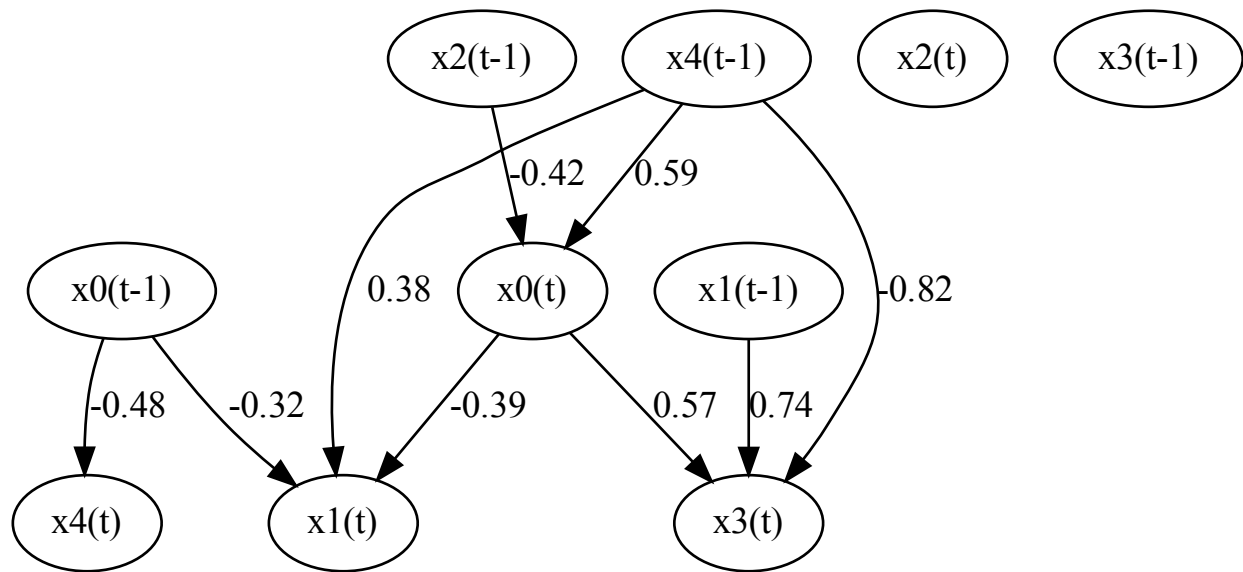 x2(t-1)
x4(t-1)
x2(t)
x3(t-1)
-0.42
0.59
x0(t-1)
0.38
x0(t)
x1(t-1)
-0.82
-0.48
-0.32
-0.39
0.57
0.74
x4(t)
x1(t)
x3(t)